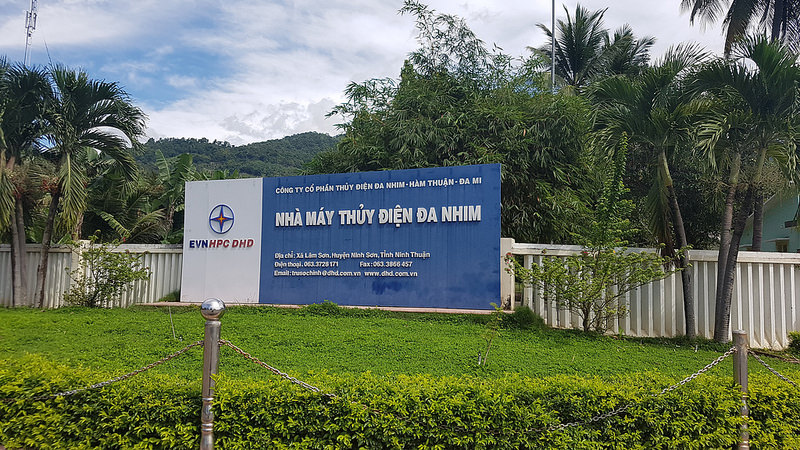 EVNHPC DHD
CÔNG TY CỔ PHẦN THỦY ĐIỆN ĐA NHIM - HÀM THUẬN - ĐA MI
NHÀ MÁY THỦY ĐIỆN ĐA NHIM
Địa chỉ: Xã Lâm Sơn, Huyện Ninh Sơn, Tỉnh Ninh Thuận
Điện thoại: 063.3728 171 Fax: 063.3866 457
Email: trusochinh@dhd.com.vn www.dhd.com.vn